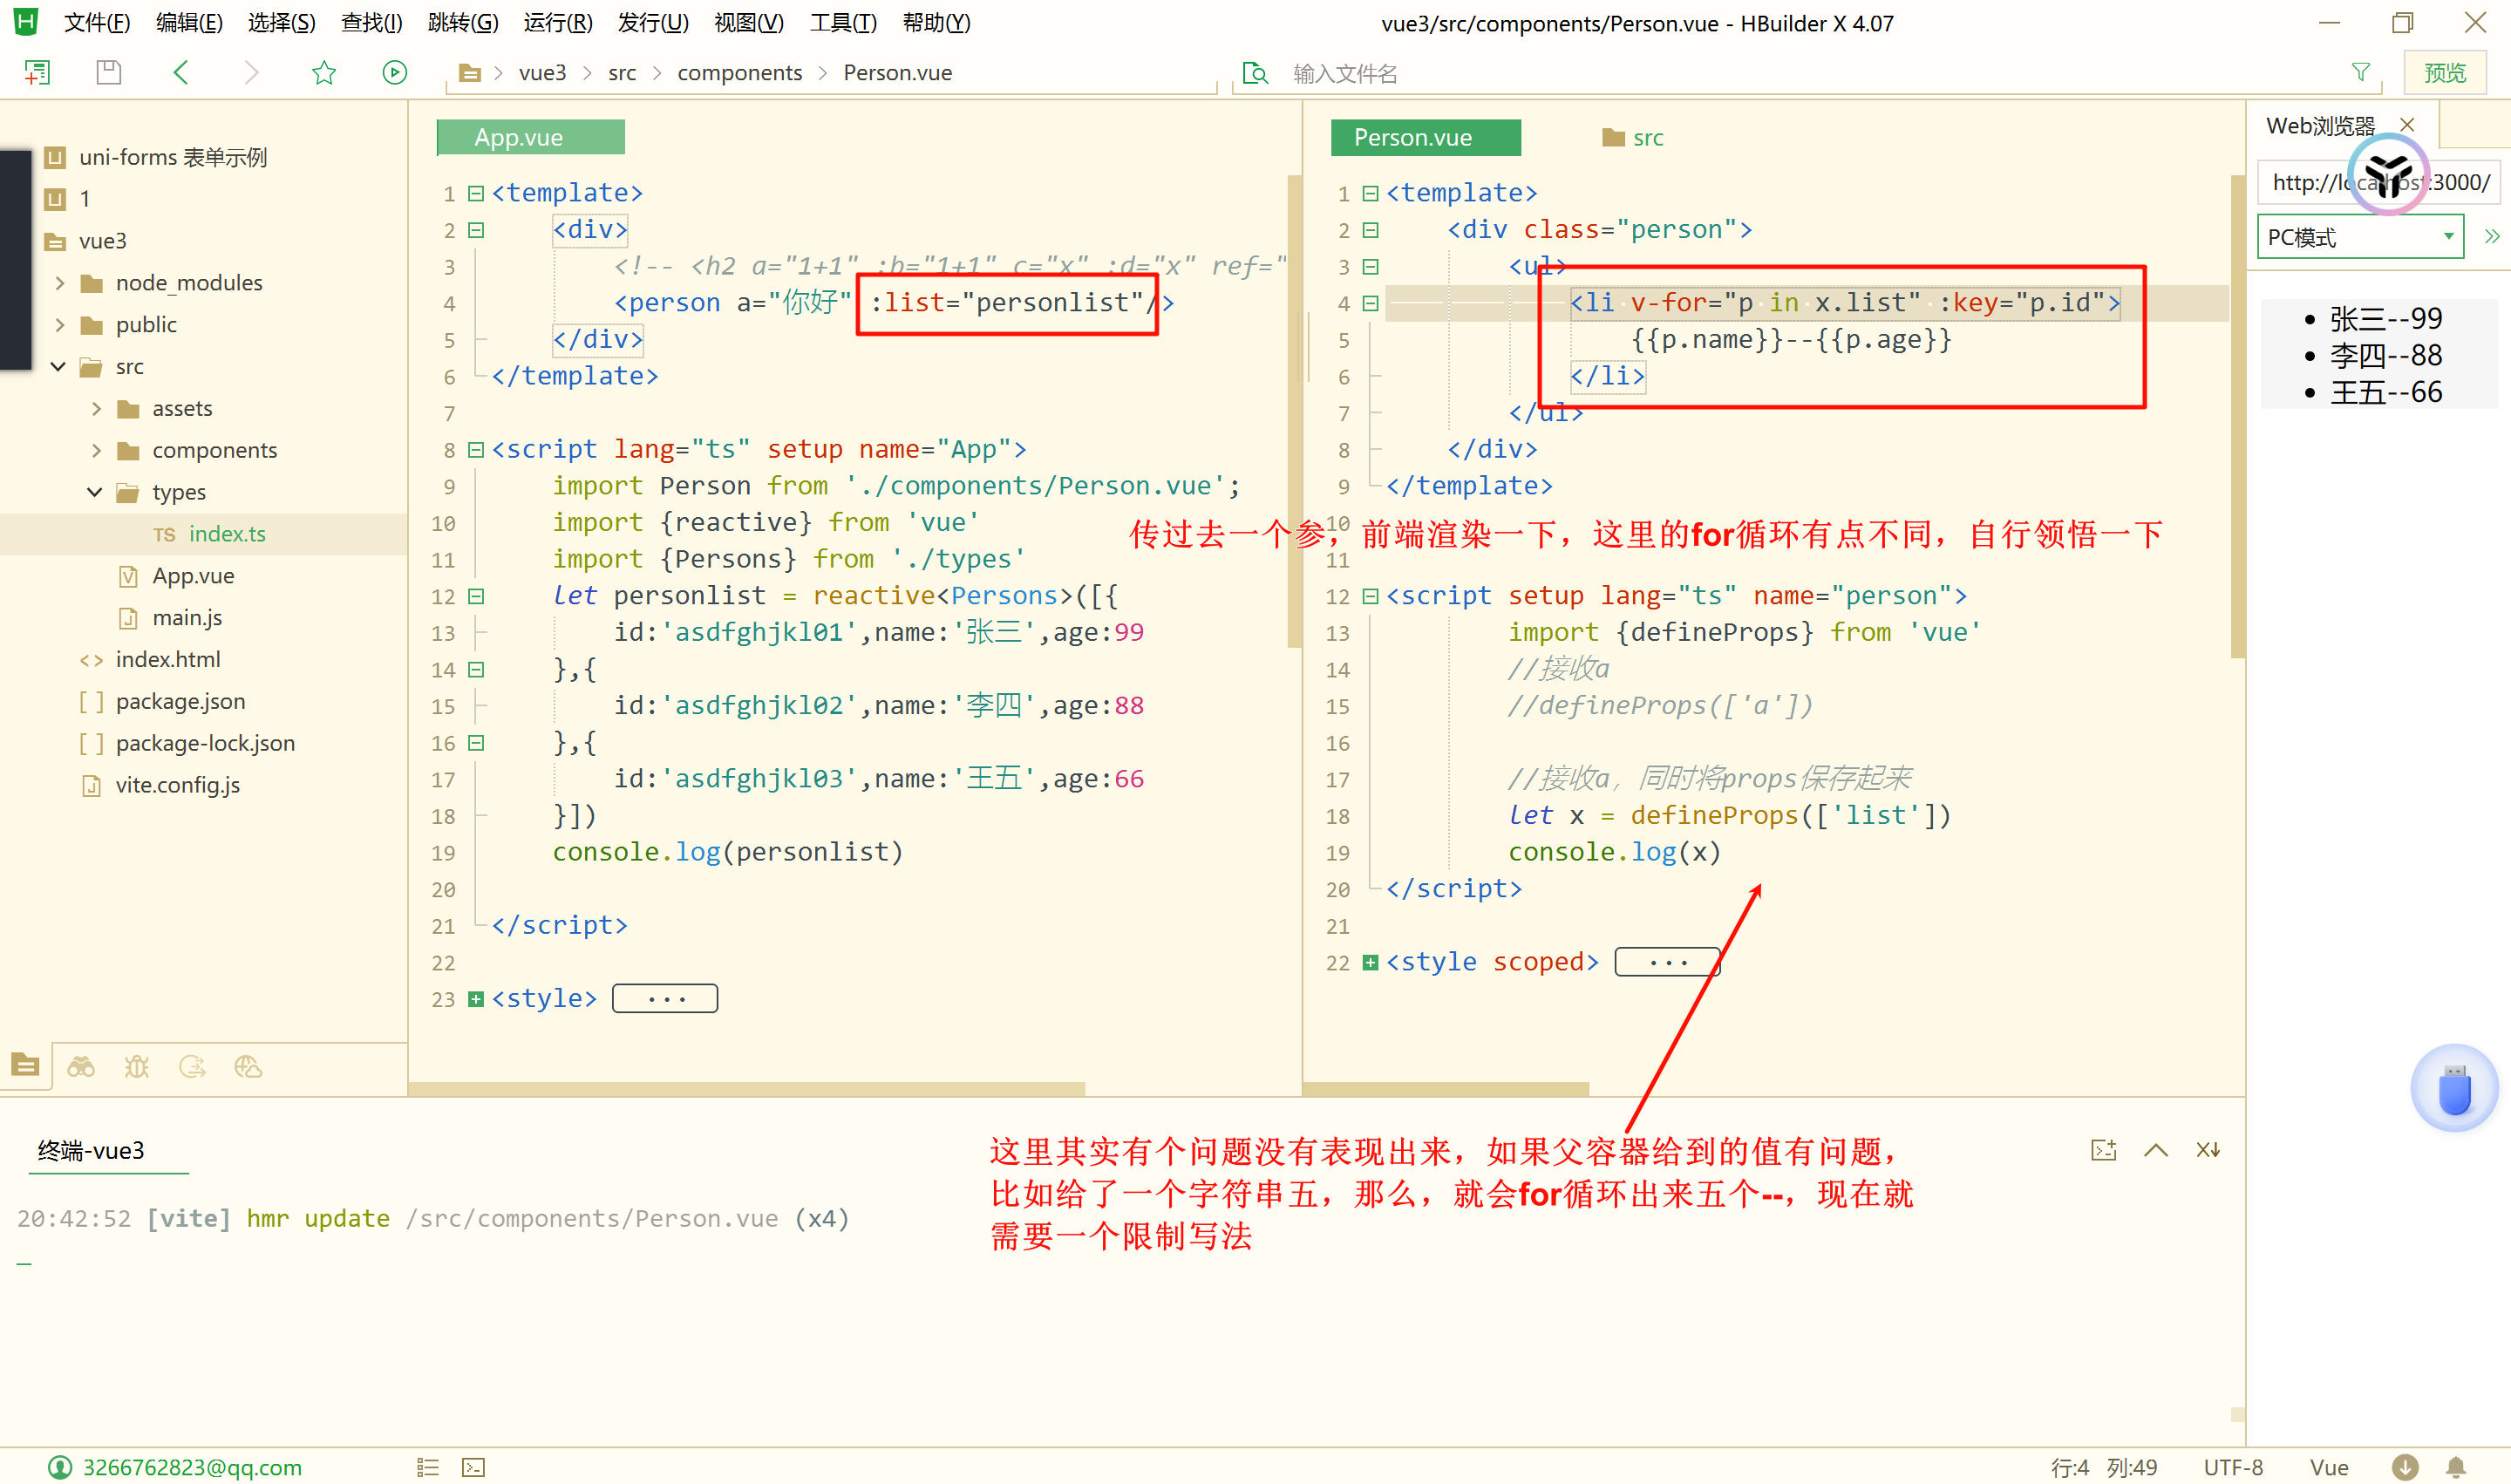 文件(F) 编辑(E) 选择(S) 查找(I) 跳转(G) 运行(R) 发行(U) 视图(V) 工具(T) 帮助(Y)
vue3/src/components/Person.vue - HBuilder X 4.07
vue3 > src > components > Person.vue
输入文件名
预览
uni-forms 表单示例
1
vue3
node_modules
public
src
assets
components
types
TS index.ts
App.vue
main.js
index.html
package.json
package-lock.json
vite.config.js
App.vue
1 <template>
2 <div>
3 <!-- <h2 a="1+1" :b="1+1" c="x" :d="x" ref="
4 <person a="你好" :list="personlist"/>
5 </div>
6 </template>
7
8 <script lang="ts" setup name="App">
9 import Person from './components/Person.vue';
10 import {reactive} from 'vue'
11 import {Persons} from './types'
12 let personlist = reactive<Persons>([{
13 id:'asdfghjkl01',name:'张三',age:99
14 },{
15 id:'asdfghjkl02',name:'李四',age:88
16 },{
17 id:'asdfghjkl03',name:'王五',age:66
18 }])
19 console.log(personlist)
20
21 </script>
22
23 <style> ...
Person.vue
src
1 <template>
2 <div class="person">
3 <ul>
4 <li v-for="p in x.list" :key="p.id">
5 {{p.name}}--{{p.age}}
6 </li>
7 </ul>
8 </div>
9 </template>
10
传过去一个参，前端渲染一下，这里的for循环有点不同，自行领悟一下
11
12 <script setup lang="ts" name="person">
13 import {defineProps} from 'vue'
14 //接收a
15 //defineProps(['a'])
16
17 //接收a，同时将props保存起来
18 let x = defineProps(['list'])
19 console.log(x)
20 </script>
21
22 <style scoped> ...
Web浏览器
http://localhost:3000/
PC模式
张三--99
李四--88
王五--66
终端-vue3
20:42:52 [vite] hmr update /src/components/Person.vue (x4)
这里其实有个问题没有表现出来，如果父容器给到的值有问题，
比如给了一个字符串五，那么，就会for循环出来五个--，现在就
需要一个限制写法
3266762823@qq.com
行:4 列:49
UTF-8
Vue